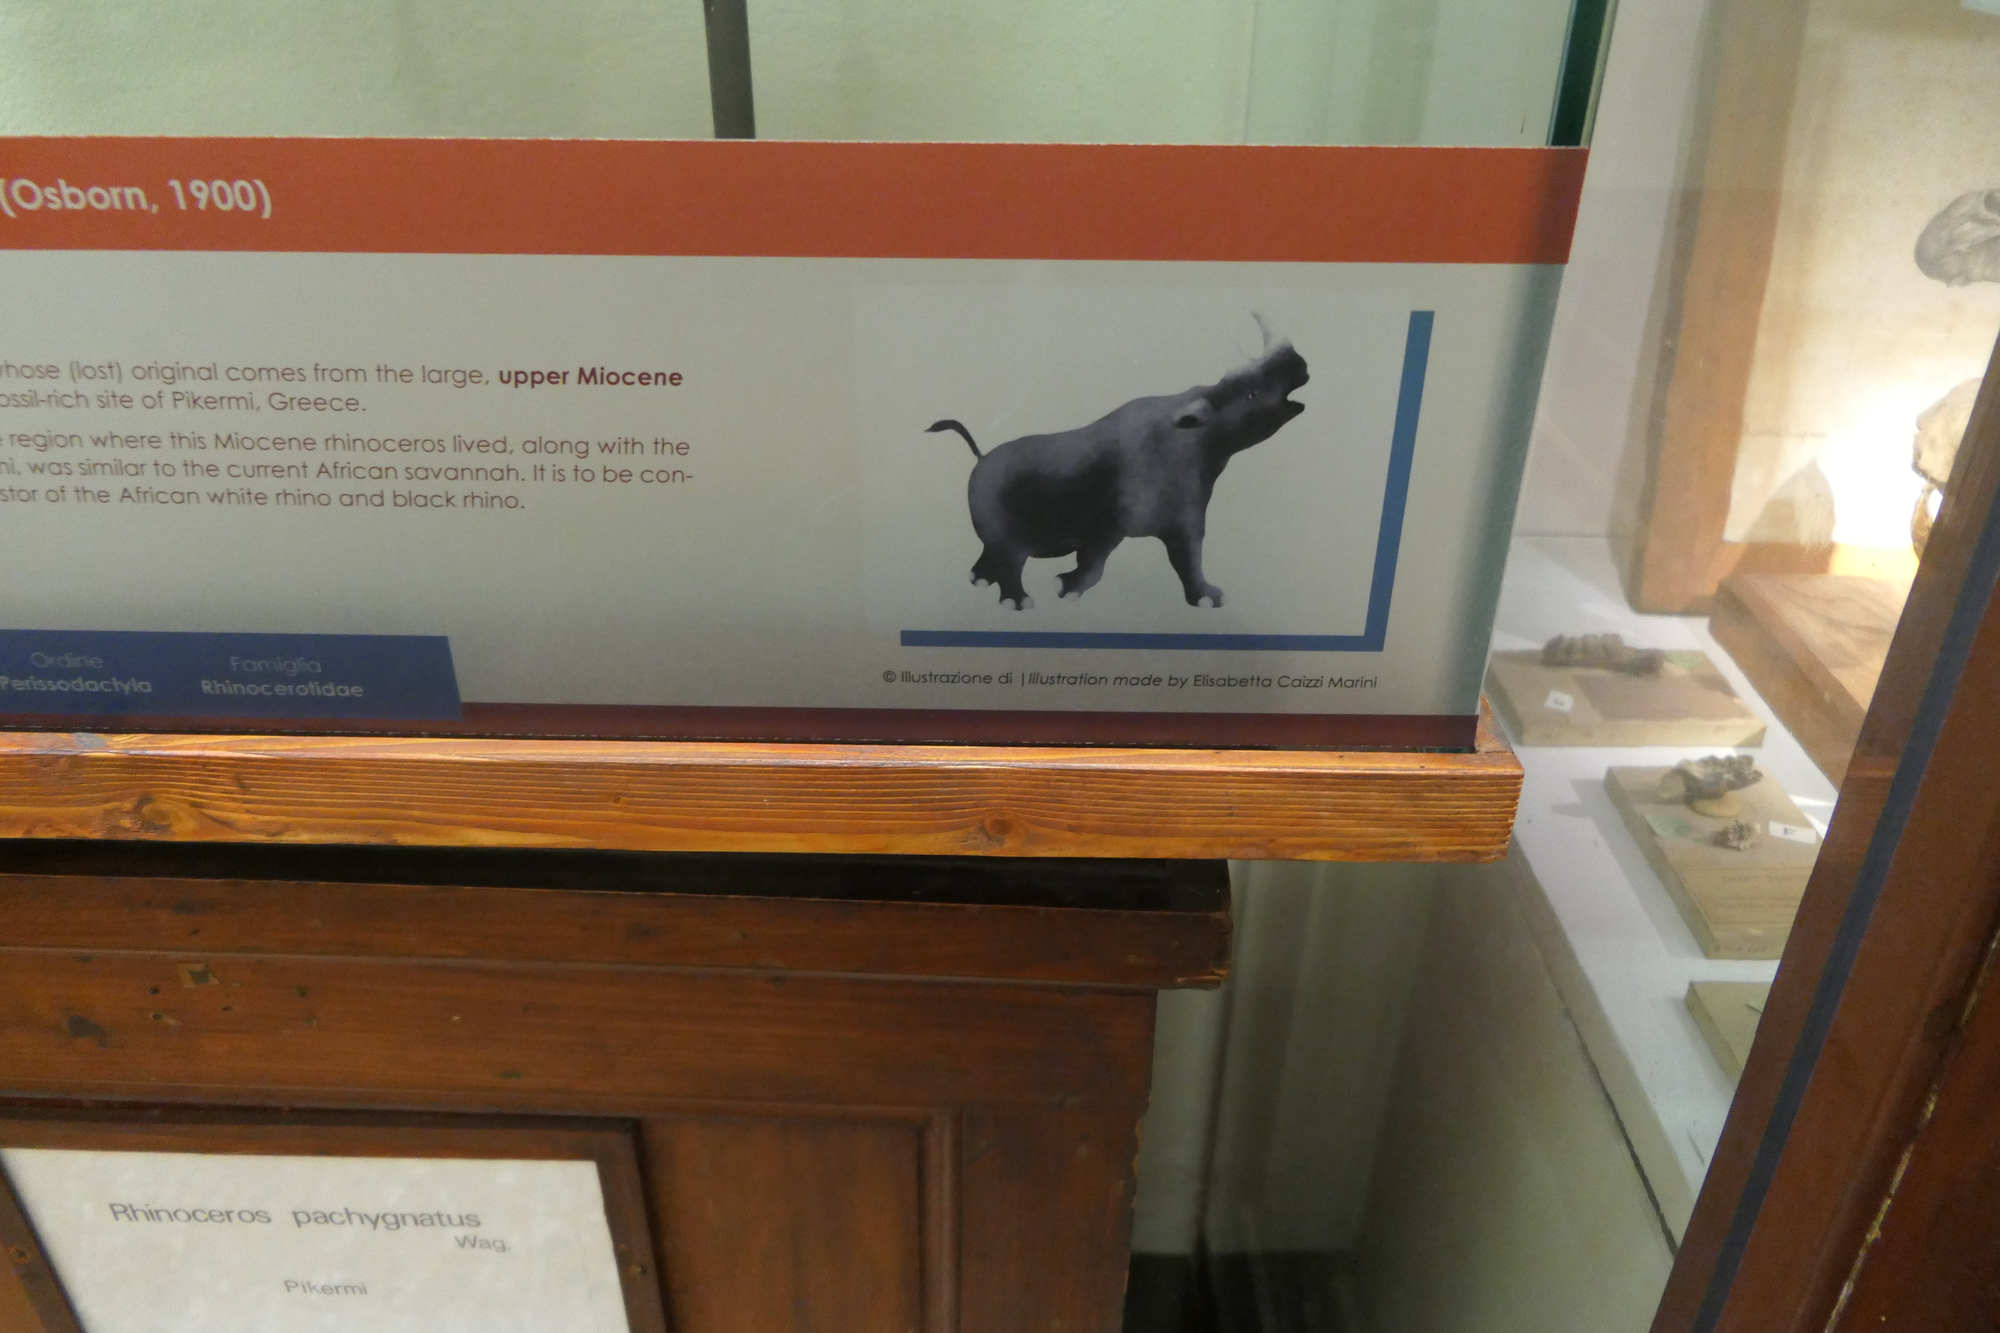 (Osborn, 1900)
whose (lost) original comes from the large, upper Miocene
ossil-rich site of Pikermi, Greece.
e region where this Miocene rhinoceros lived, along with the
mi, was similar to the current African savannah. It is to be con-
stor of the African white rhino and black rhino.
Ordine
Perissodactyla
Famiglia
Rhinocerotidae
© Illustrazione di | Illustration made by Elisabetta Caizzi Marini
Rhinoceros pachygnatus
Wag.
Pikermi